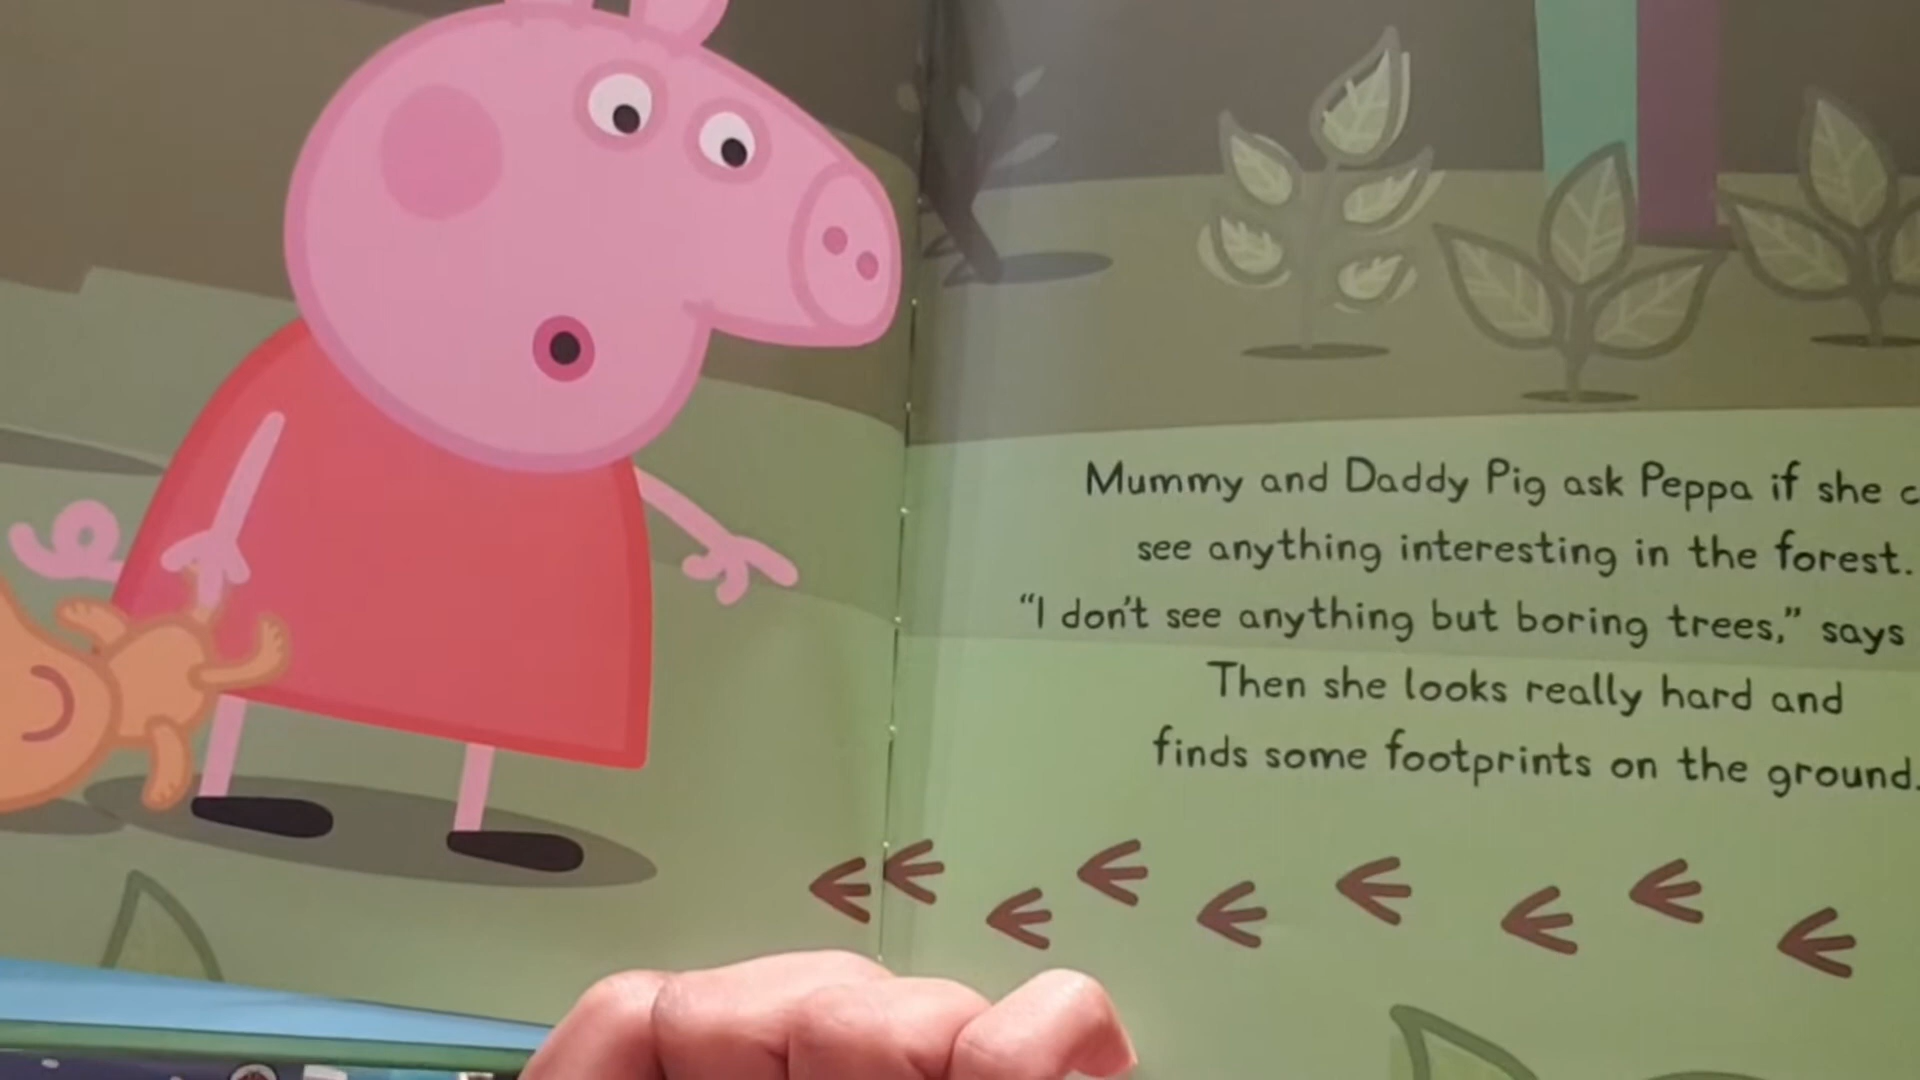 Mummy and Daddy Pig ask Peppa if she
see anything interesting in the forest.
“I don't see anything but boring trees,” says
Then she looks really hard and
finds some footprints on the ground.